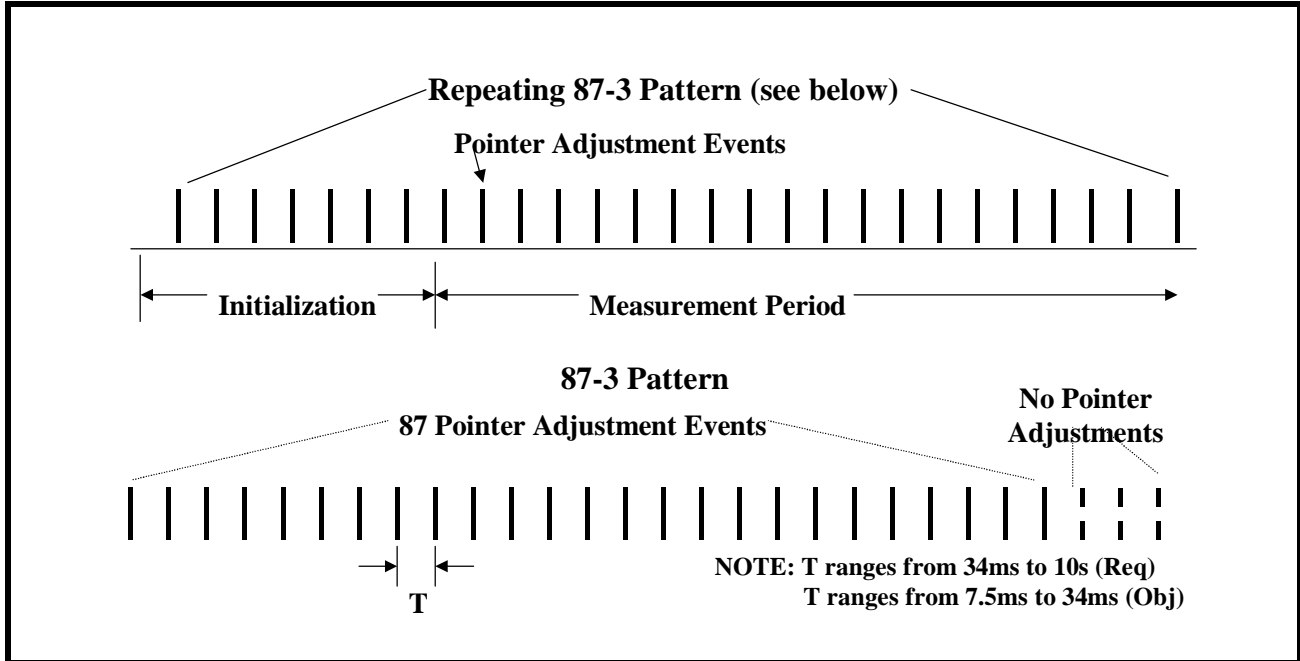 Repeating 87-3 Pattern (see below)
Pointer Adjustment Events
Initialization
Measurement Period
87-3 Pattern
87 Pointer Adjustment Events
No Pointer
Adjustments
T
NOTE: T ranges from 34ms to 10s (Req)
T ranges from 7.5ms to 34ms (Obj)